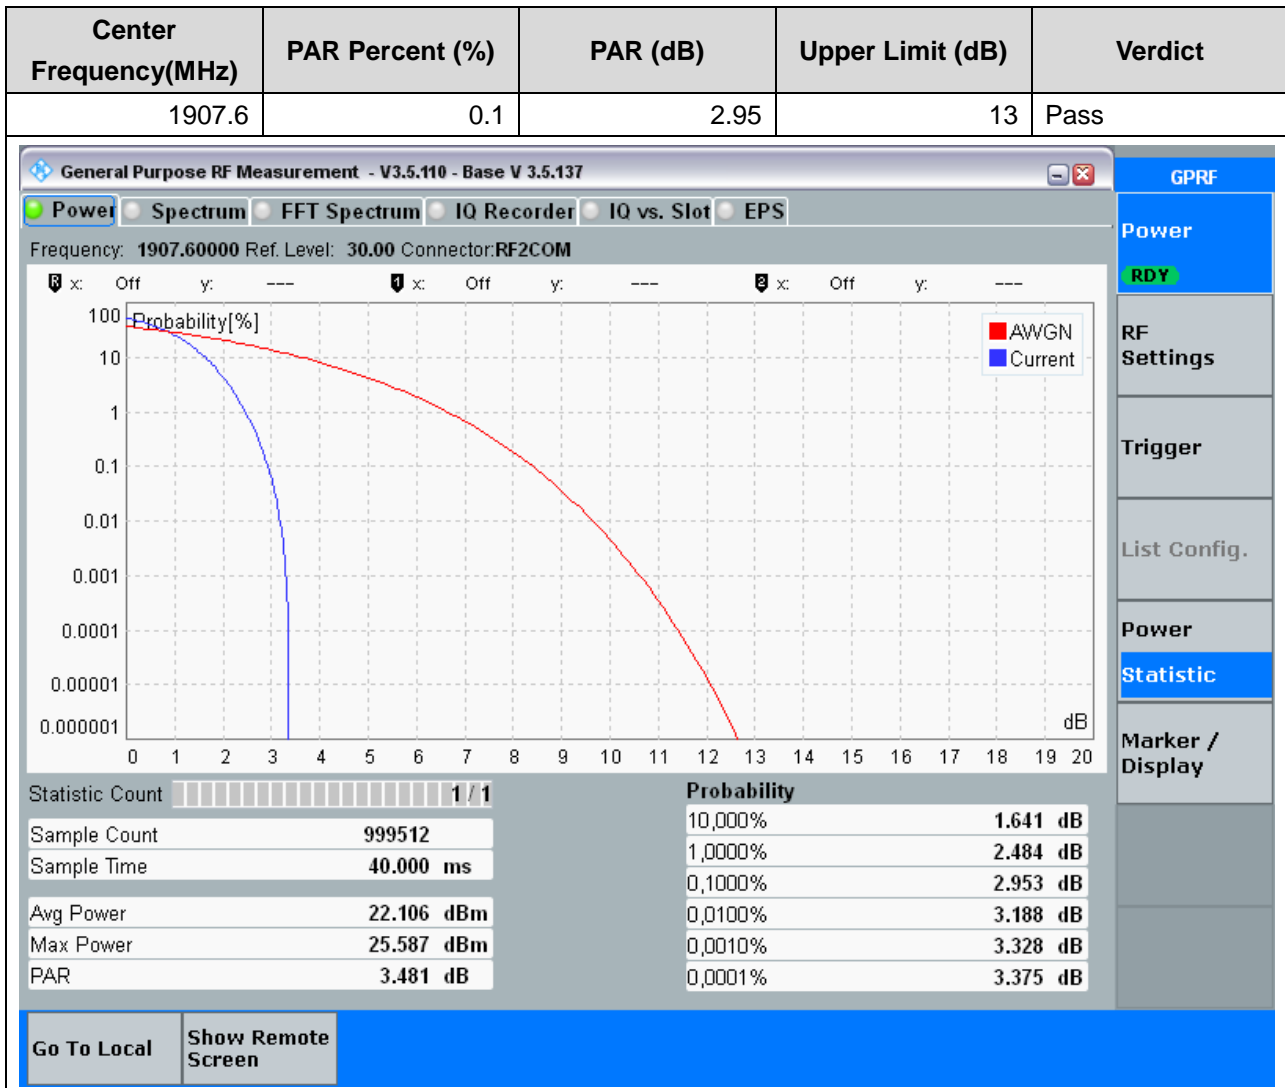 Center Frequency(MHz) PAR Percent (%) PAR (dB) Upper Limit (dB) Verdict
1907.6 0.1 2.95 13 Pass
General Purpose RF Measurement - V3.5.110 - Base V 3.5.137
GPRF
Power Spectrum FFT Spectrum IQ Recorder IQ vs. Slot EPS
Frequency: 1907.60000 Ref. Level: 30.00 Connector:RF2COM
R x: Off y: --- 1 x: Off y: --- 2 x: Off y: ---
Probability[%]
AWGN
Current
100
10
1
0.1
0.01
0.001
0.0001
0.00001
0.000001
dB
0 1 2 3 4 5 6 7 8 9 10 11 12 13 14 15 16 17 18 19 20
Statistic Count 1 / 1
Sample Count 999512
Sample Time 40.000 ms
Avg Power 22.106 dBm
Max Power 25.587 dBm
PAR 3.481 dB
Probability
10,000% 1.641 dB
1,0000% 2.484 dB
0,1000% 2.953 dB
0,0100% 3.188 dB
0,0010% 3.328 dB
0,0001% 3.375 dB
Power
RDY
RF
Settings
Trigger
List Config.
Power
Statistic
Marker /
Display
Go To Local
Show Remote
Screen